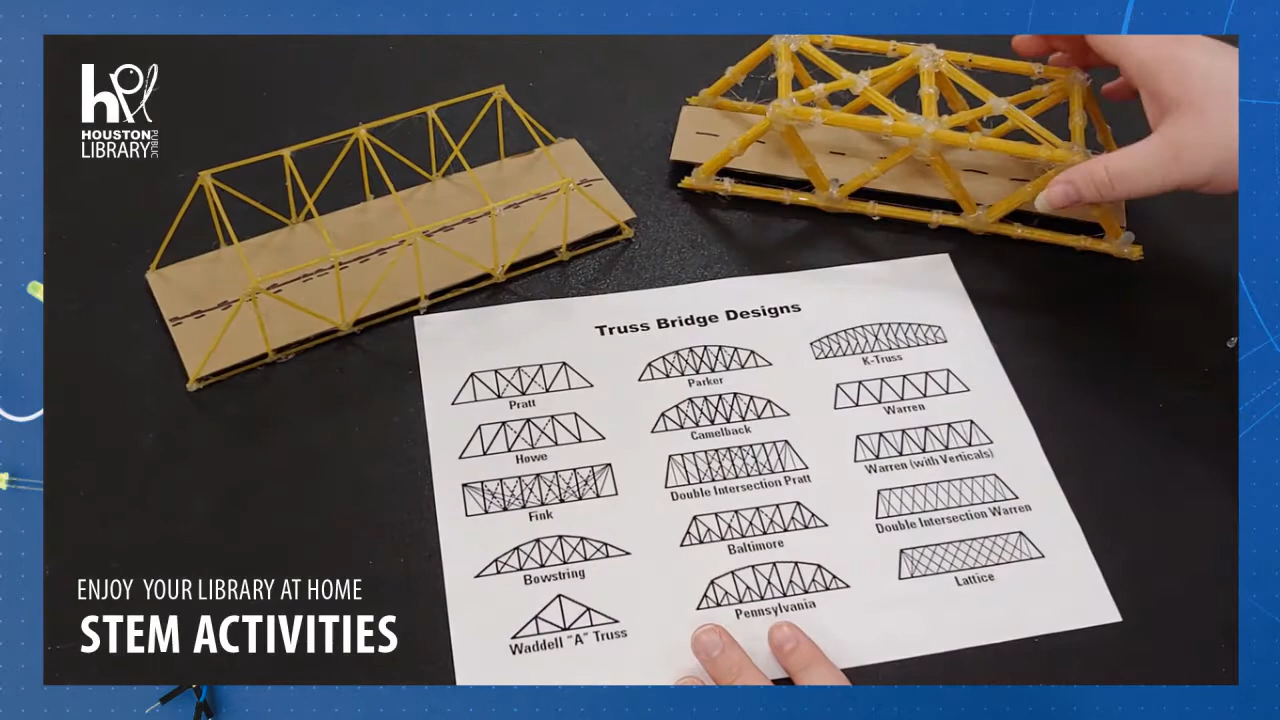 hpl
HOUSTON
PUBLIC
LIBRARY
Truss Bridge Designs
Pratt
Howe
Fink
Bowstring
Waddell "A" Truss
Parker
Camelback
Double Intersection Pratt
Baltimore
Pennsylvania
K-Truss
Warren
Warren (with Verticals)
Double Intersection Warren
Lattice
ENJOY YOUR LIBRARY AT HOME
STEM ACTIVITIES